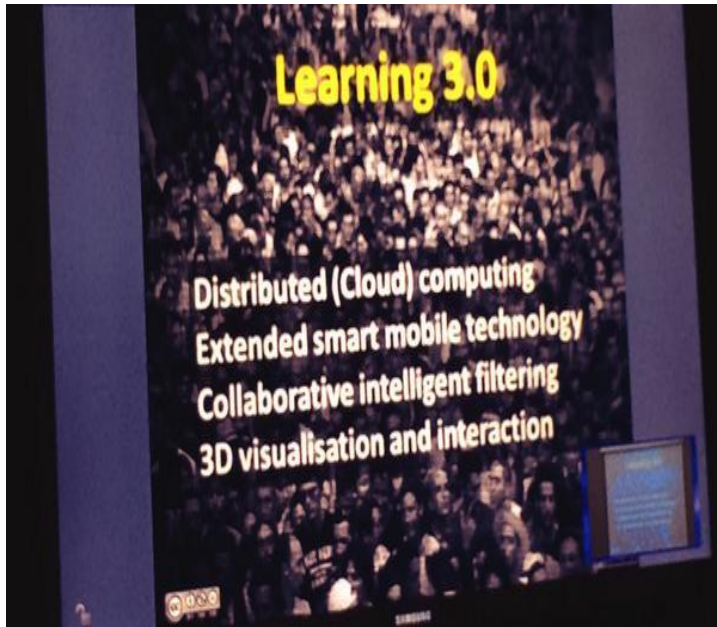 Learning 3.0
Distributed (Cloud) computing
Extended smart mobile technology
Collaborative intelligent filtering
3D visualisation and interaction
SAMSUNG